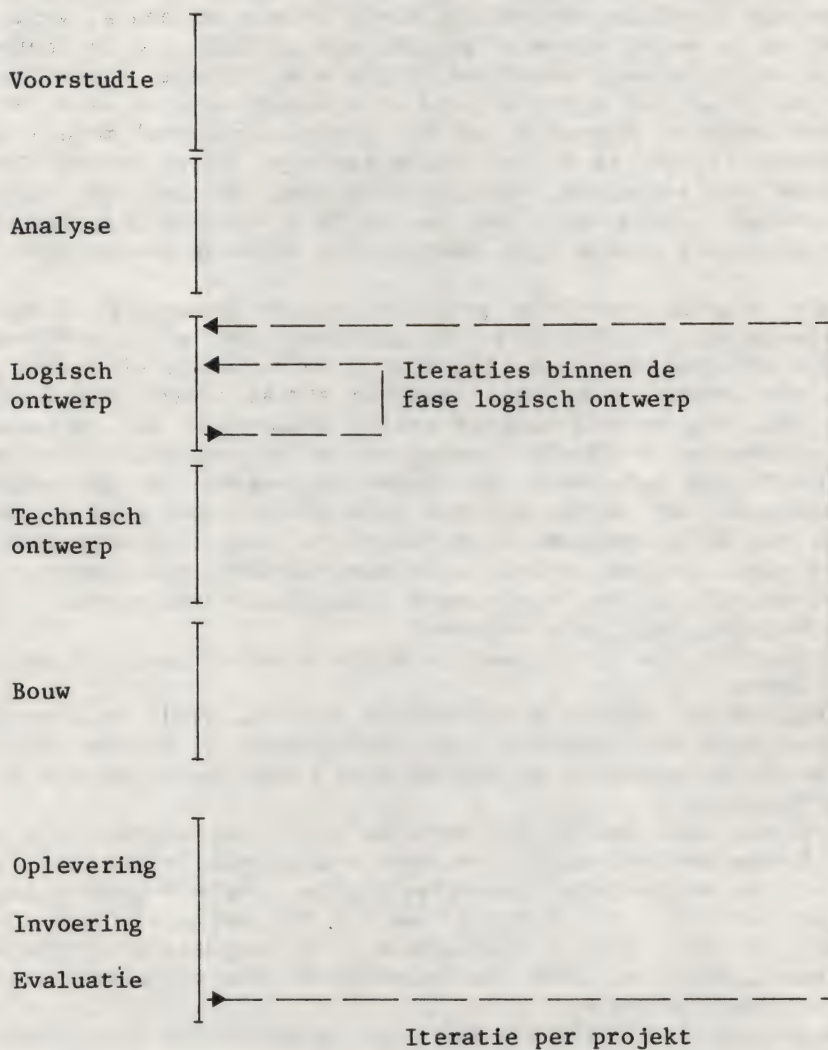 Voorstudie
Analyse
Logisch
ontwerp
Iteraties binnen de
fase logisch ontwerp
Technisch
ontwerp
Bouw
Oplevering
Invoering
Evaluatie
Iteratie per projekt